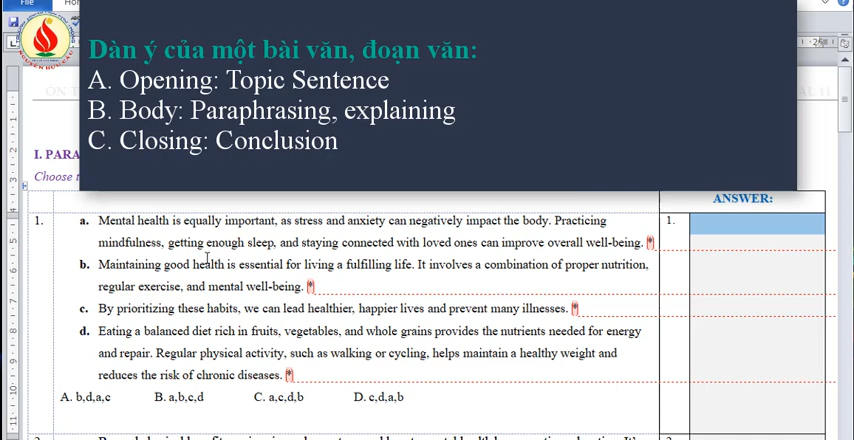 File
Hom
Dàn ý của một bài văn, đoạn văn:
A. Opening: Topic Sentence
B. Body: Paraphrasing, explaining
C. Closing: Conclusion
NGUYỄN HỮU CẦU
I. PARA
Choose t
ANSWER:
1. a. Mental health is equally important, as stress and anxiety can negatively impact the body. Practicing 1.
mindfulness, getting enough sleep, and staying connected with loved ones can improve overall well-being.
b. Maintaining good health is essential for living a fulfilling life. It involves a combination of proper nutrition,
regular exercise, and mental well-being.
c. By prioritizing these habits, we can lead healthier, happier lives and prevent many illnesses.
d. Eating a balanced diet rich in fruits, vegetables, and whole grains provides the nutrients needed for energy
and repair. Regular physical activity, such as walking or cycling, helps maintain a healthy weight and
reduces the risk of chronic diseases.
A. b,d,a,c B. a,b,c,d C. a,c,d,b D. c,d,a,b